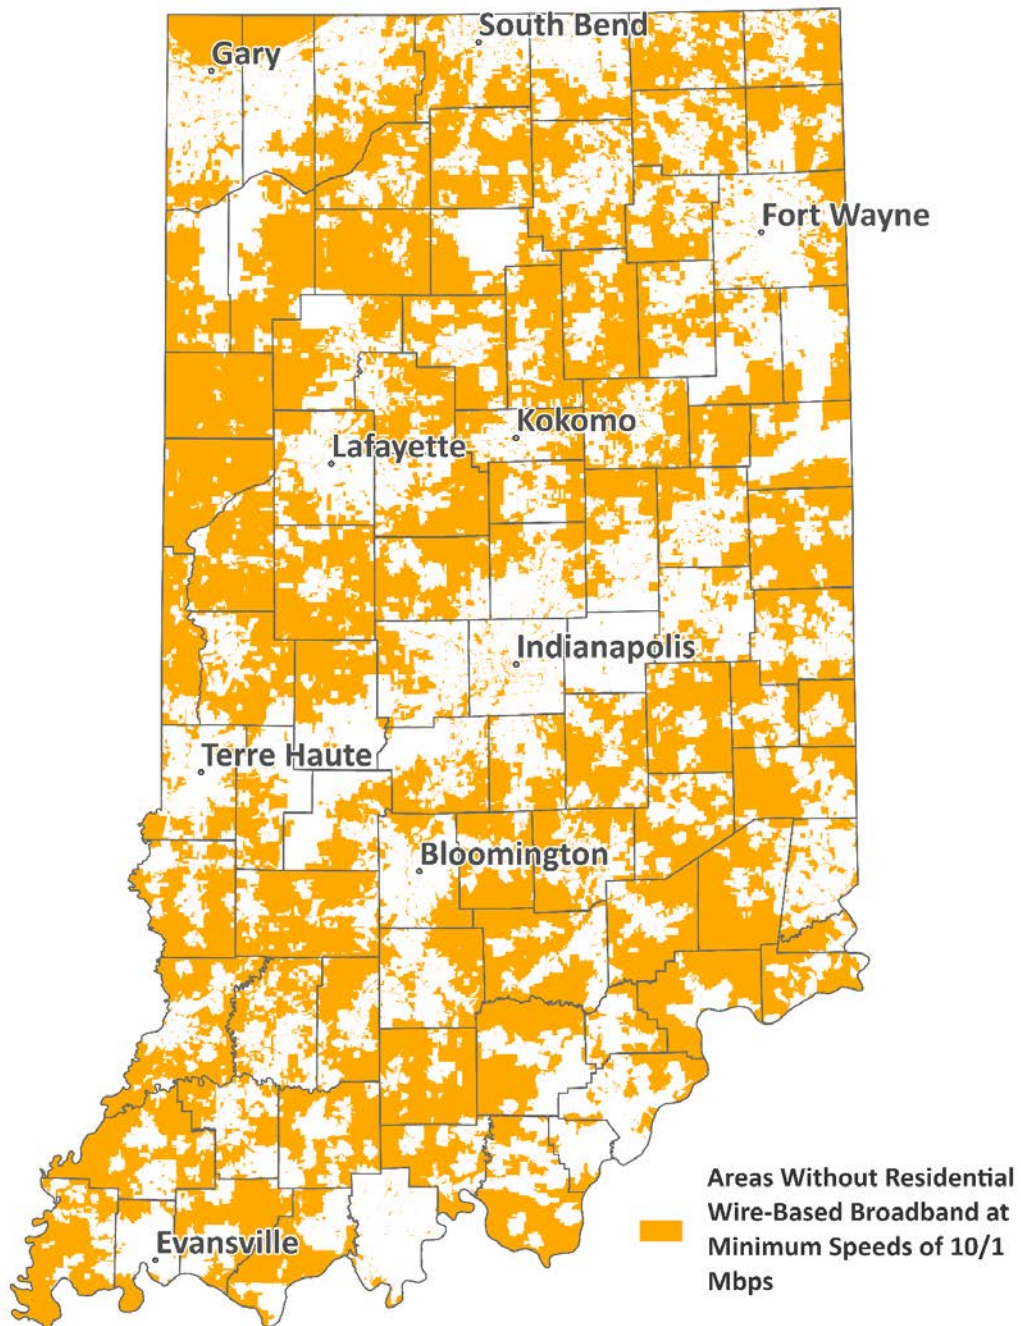 South Bend
Gary
Fort Wayne
Kokomo
Lafayette
Indianapolis
Terre Haute
Bloomington
Evansville
Areas Without Residential
Wire-Based Broadband at
Minimum Speeds of 10/1
Mbps